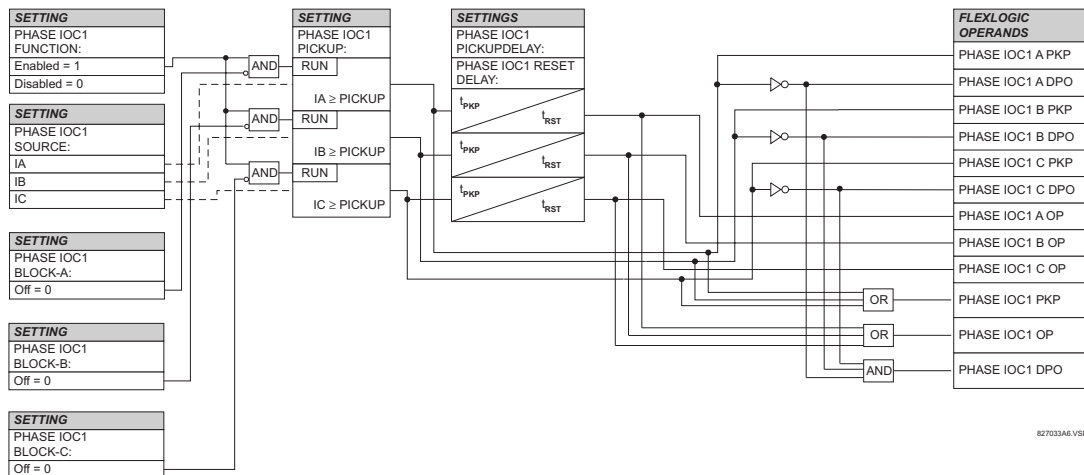 SETTING
PHASE IOC1
FUNCTION:
Enabled = 1
Disabled = 0
SETTING
PHASE IOC1
SOURCE:
IA
IB
IC
SETTING
PHASE IOC1
BLOCK-A:
Off = 0
SETTING
PHASE IOC1
BLOCK-B:
Off = 0
SETTING
PHASE IOC1
BLOCK-C:
Off = 0
AND
AND
AND
SETTING
PHASE IOC1
PICKUP:
RUN
IA ≥ PICKUP
RUN
IB ≥ PICKUP
RUN
IC ≥ PICKUP
SETTINGS
PHASE IOC1
PICKUPDELAY:
PHASE IOC1 RESET
DELAY:
tPKP
tRST
tPKP
tRST
tPKP
tRST
OR
OR
AND
FLEXLOGIC
OPERANDS
PHASE IOC1 A PKP
PHASE IOC1 A DPO
PHASE IOC1 B PKP
PHASE IOC1 B DPO
PHASE IOC1 C PKP
PHASE IOC1 C DPO
PHASE IOC1 A OP
PHASE IOC1 B OP
PHASE IOC1 C OP
PHASE IOC1 PKP
PHASE IOC1 OP
PHASE IOC1 DPO